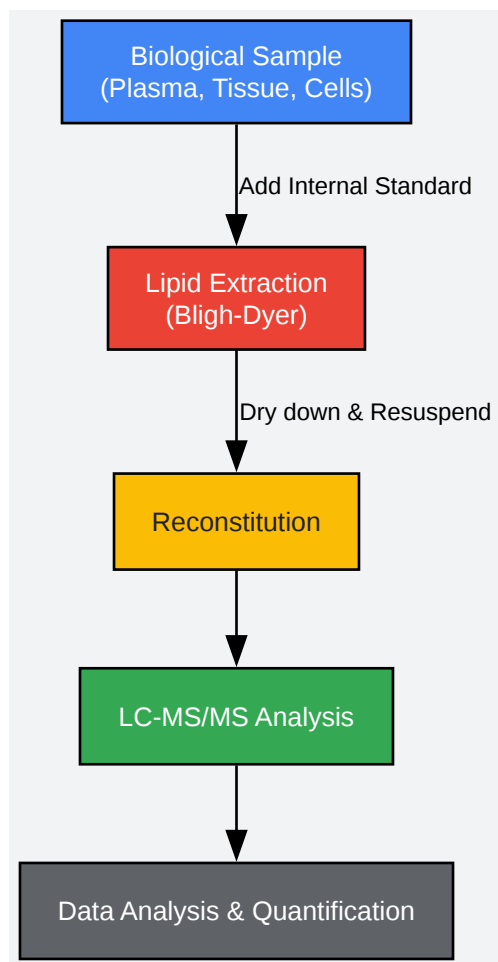 Biological Sample
(Plasma, Tissue, Cells)
Add Internal Standard
Lipid Extraction
(Bligh-Dyer)
Dry down & Resuspend
Reconstitution
LC-MS/MS Analysis
Data Analysis & Quantification